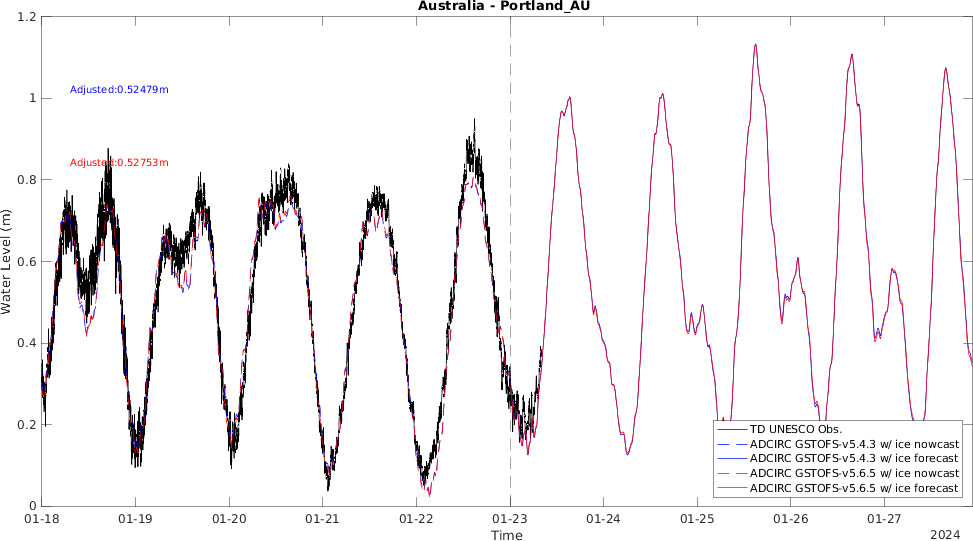 Australia - Portland_AU
1.2
1
0.8
0.6
0.4
0.2
0
Water Level (m)
Adjusted:0.52479m
Adjusted:0.52753m
TD UNESCO Obs.
ADCIRC GSTOFS-v5.4.3 w/ ice nowcast
ADCIRC GSTOFS-v5.4.3 w/ ice forecast
ADCIRC GSTOFS-v5.6.5 w/ ice nowcast
ADCIRC GSTOFS-v5.6.5 w/ ice forecast
01-18 01-19 01-20 01-21 01-22 01-23 01-24 01-25 01-26 01-27
Time
2024